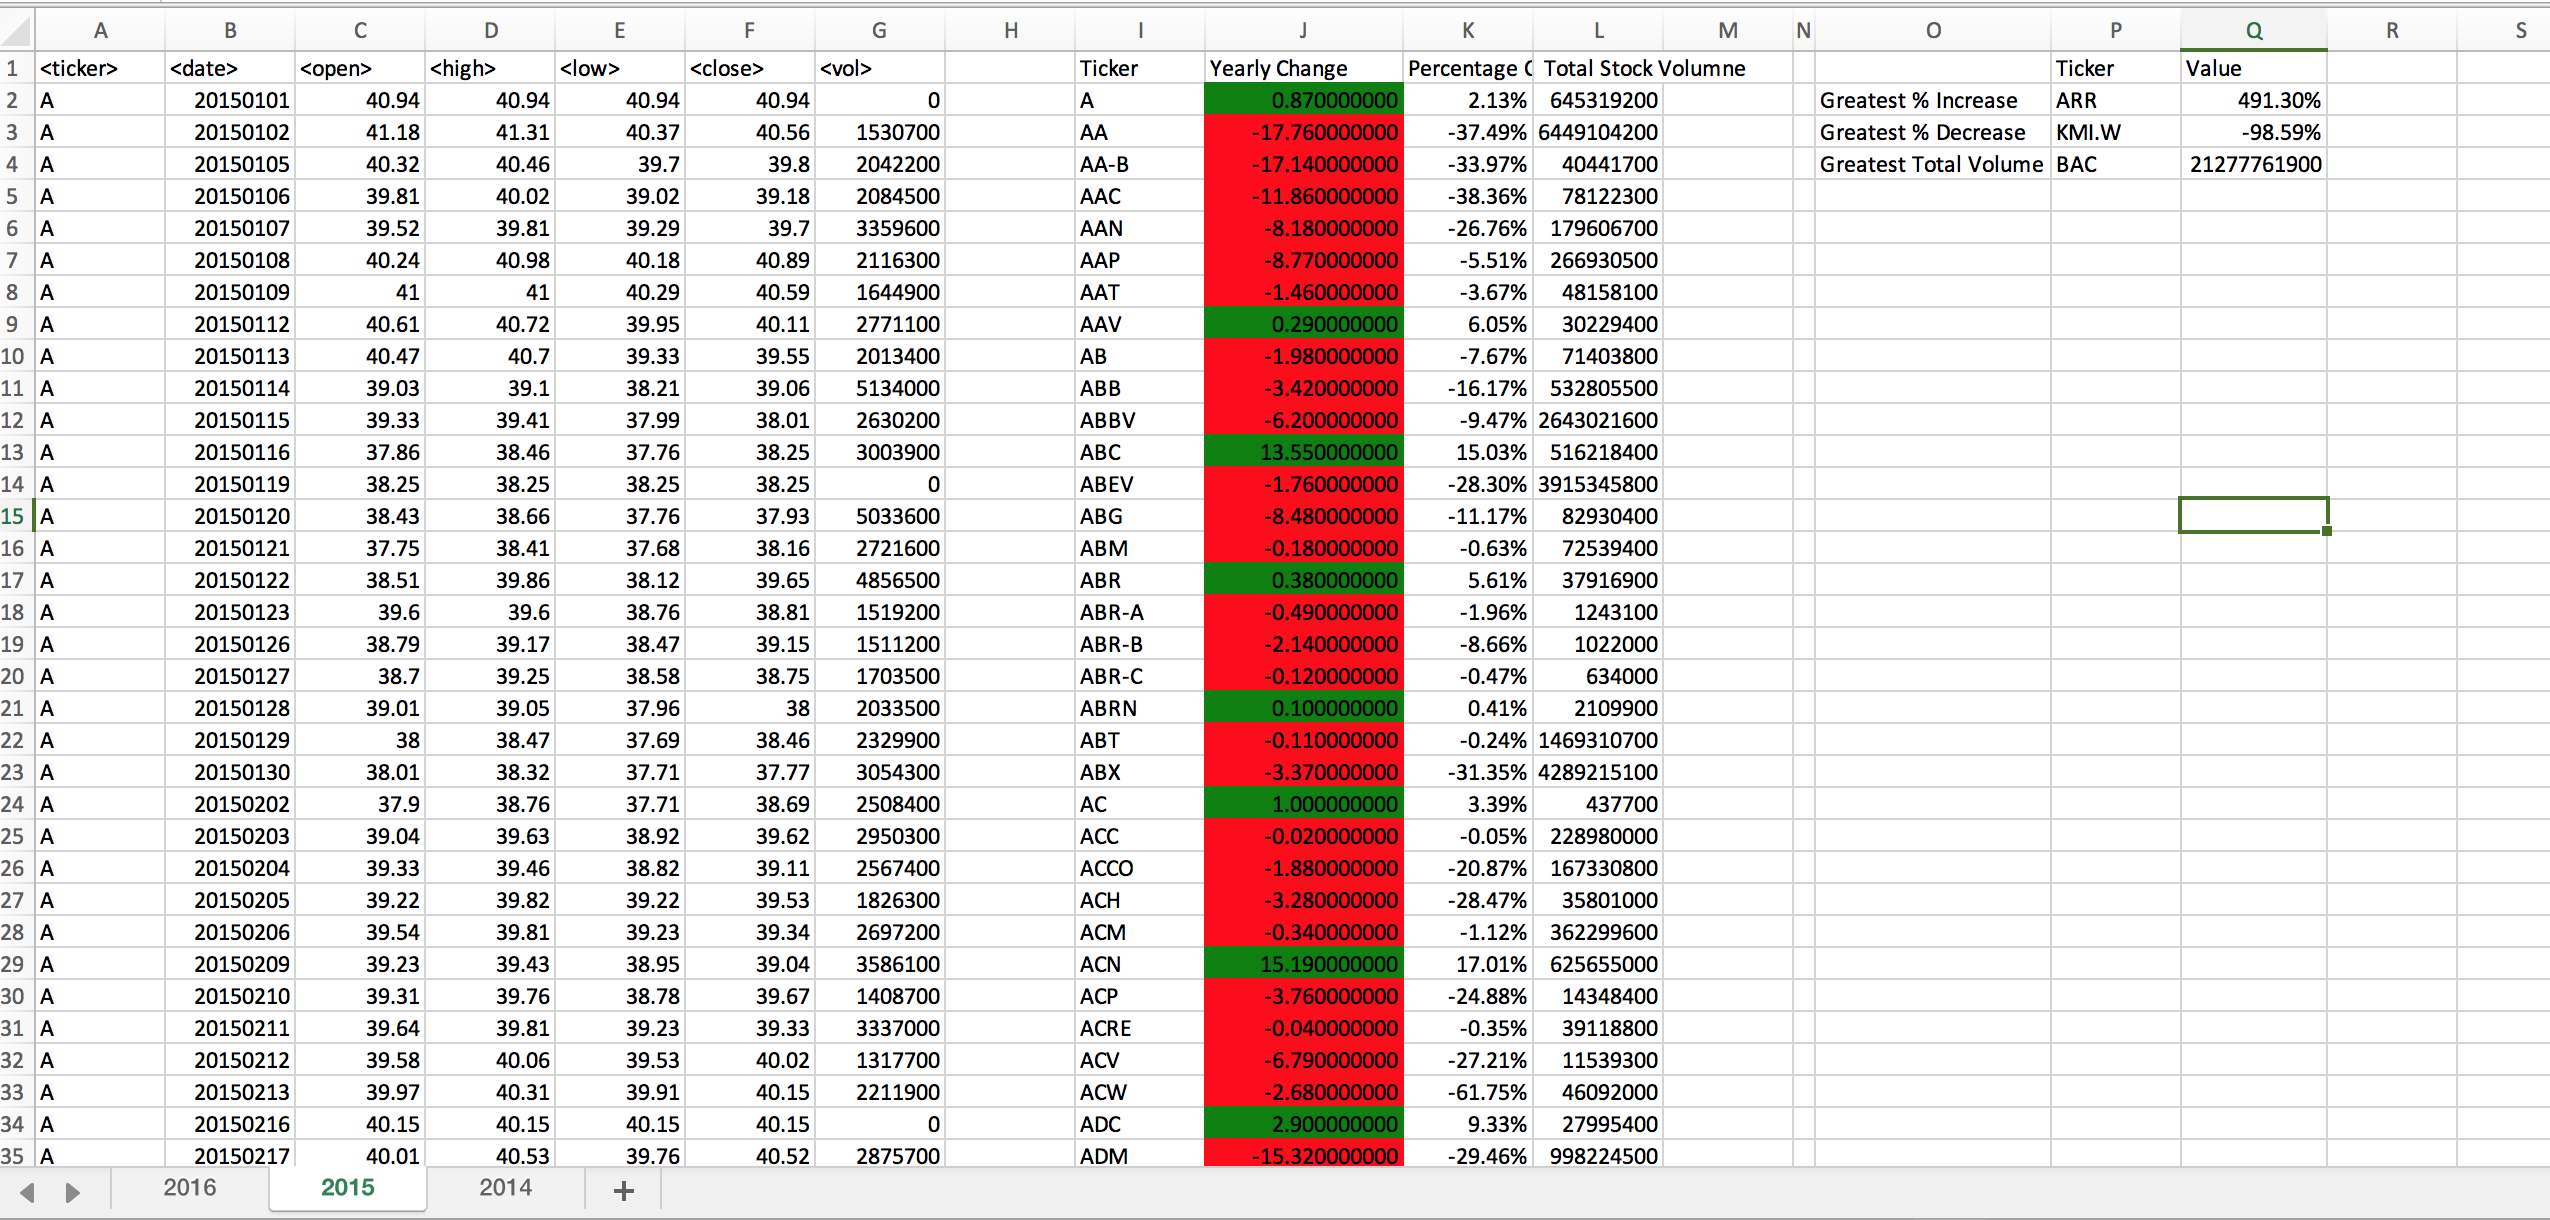 A B C D E F G H I J K L M N O P Q R S
1 <ticker> <date> <open> <high> <low> <close> <vol> Ticker Yearly Change Percentage C Total Stock Volumne Ticker Value
2 A 20150101 40.94 40.94 40.94 40.94 0 A 0.870000000 2.13% 645319200 Greatest % Increase ARR 491.30%
3 A 20150102 41.18 41.31 40.37 40.56 1530700 AA -17.760000000 -37.49% 6449104200 Greatest % Decrease KMI.W -98.59%
4 A 20150105 40.32 40.46 39.7 39.8 2042200 AA-B -17.140000000 -33.97% 40441700 Greatest Total Volume BAC 21277761900
5 A 20150106 39.81 40.02 39.02 39.18 2084500 AAC -11.860000000 -38.36% 78122300
6 A 20150107 39.52 39.81 39.29 39.7 3359600 AAN -8.180000000 -26.76% 179606700
7 A 20150108 40.24 40.98 40.18 40.89 2116300 AAP -8.770000000 -5.51% 266930500
8 A 20150109 41 41 40.29 40.59 1644900 AAT -1.460000000 -3.67% 48158100
9 A 20150112 40.61 40.72 39.95 40.11 2771100 AAV 0.290000000 6.05% 30229400
10 A 20150113 40.47 40.7 39.33 39.55 2013400 AB -1.980000000 -7.67% 71403800
11 A 20150114 39.03 39.1 38.21 39.06 5134000 ABB -3.420000000 -16.17% 532805500
12 A 20150115 39.33 39.41 37.99 38.01 2630200 ABBV -6.200000000 -9.47% 2643021600
13 A 20150116 37.86 38.46 37.76 38.25 3003900 ABC 13.550000000 15.03% 516218400
14 A 20150119 38.25 38.25 38.25 38.25 0 ABEV -1.760000000 -28.30% 3915345800
15 A 20150120 38.43 38.66 37.76 37.93 5033600 ABG -8.480000000 -11.17% 82930400
16 A 20150121 37.75 38.41 37.68 38.16 2721600 ABM -0.180000000 -0.63% 72539400
17 A 20150122 38.51 39.86 38.12 39.65 4856500 ABR 0.380000000 5.61% 37916900
18 A 20150123 39.6 39.6 38.76 38.81 1519200 ABR-A -0.490000000 -1.96% 1243100
19 A 20150126 38.79 39.17 38.47 39.15 1511200 ABR-B -2.140000000 -8.66% 1022000
20 A 20150127 38.7 39.25 38.58 38.75 1703500 ABR-C -0.120000000 -0.47% 634000
21 A 20150128 39.01 39.05 37.96 38 2033500 ABRN 0.100000000 0.41% 2109900
22 A 20150129 38 38.47 37.69 38.46 2329900 ABT -0.110000000 -0.24% 1469310700
23 A 20150130 38.01 38.32 37.71 37.77 3054300 ABX -3.370000000 -31.35% 4289215100
24 A 20150202 37.9 38.76 37.71 38.69 2508400 AC 1.000000000 3.39% 437700
25 A 20150203 39.04 39.63 38.92 39.62 2950300 ACC -0.020000000 -0.05% 228980000
26 A 20150204 39.33 39.46 38.82 39.11 2567400 ACCO -1.880000000 -20.87% 167330800
27 A 20150205 39.22 39.82 39.22 39.53 1826300 ACH -3.280000000 -28.47% 35801000
28 A 20150206 39.54 39.81 39.23 39.34 2697200 ACM -0.340000000 -1.12% 362299600
29 A 20150209 39.23 39.43 38.95 39.04 3586100 ACN 15.190000000 17.01% 625655000
30 A 20150210 39.31 39.76 38.78 39.67 1408700 ACP -3.760000000 -24.88% 14348400
31 A 20150211 39.64 39.81 39.23 39.33 3337000 ACRE -0.040000000 -0.35% 39118800
32 A 20150212 39.58 40.06 39.53 40.02 1317700 ACV -6.790000000 -27.21% 11539300
33 A 20150213 39.97 40.31 39.91 40.15 2211900 ACW -2.680000000 -61.75% 46092000
34 A 20150216 40.15 40.15 40.15 40.15 0 ADC 2.900000000 9.33% 27995400
35 A 20150217 40.01 40.53 39.76 40.52 2875700 ADM -15.320000000 -29.46% 998224500
2016 2015 2014 +